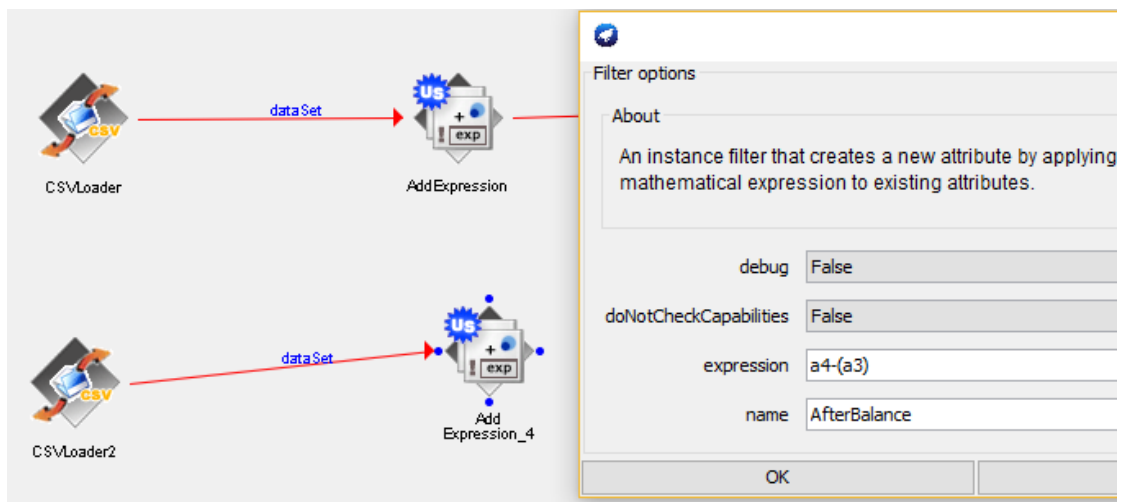 dataSet
CSV
CSVLoader
Us
+
! exp
AddExpression
dataSet
CSV
CSVLoader2
Us
+
! exp
Add
Expression_4
Filter options
About
An instance filter that creates a new attribute by applying
mathematical expression to existing attributes.
debug False
doNotCheckCapabilities False
expression a4-(a3)
name AfterBalance
OK